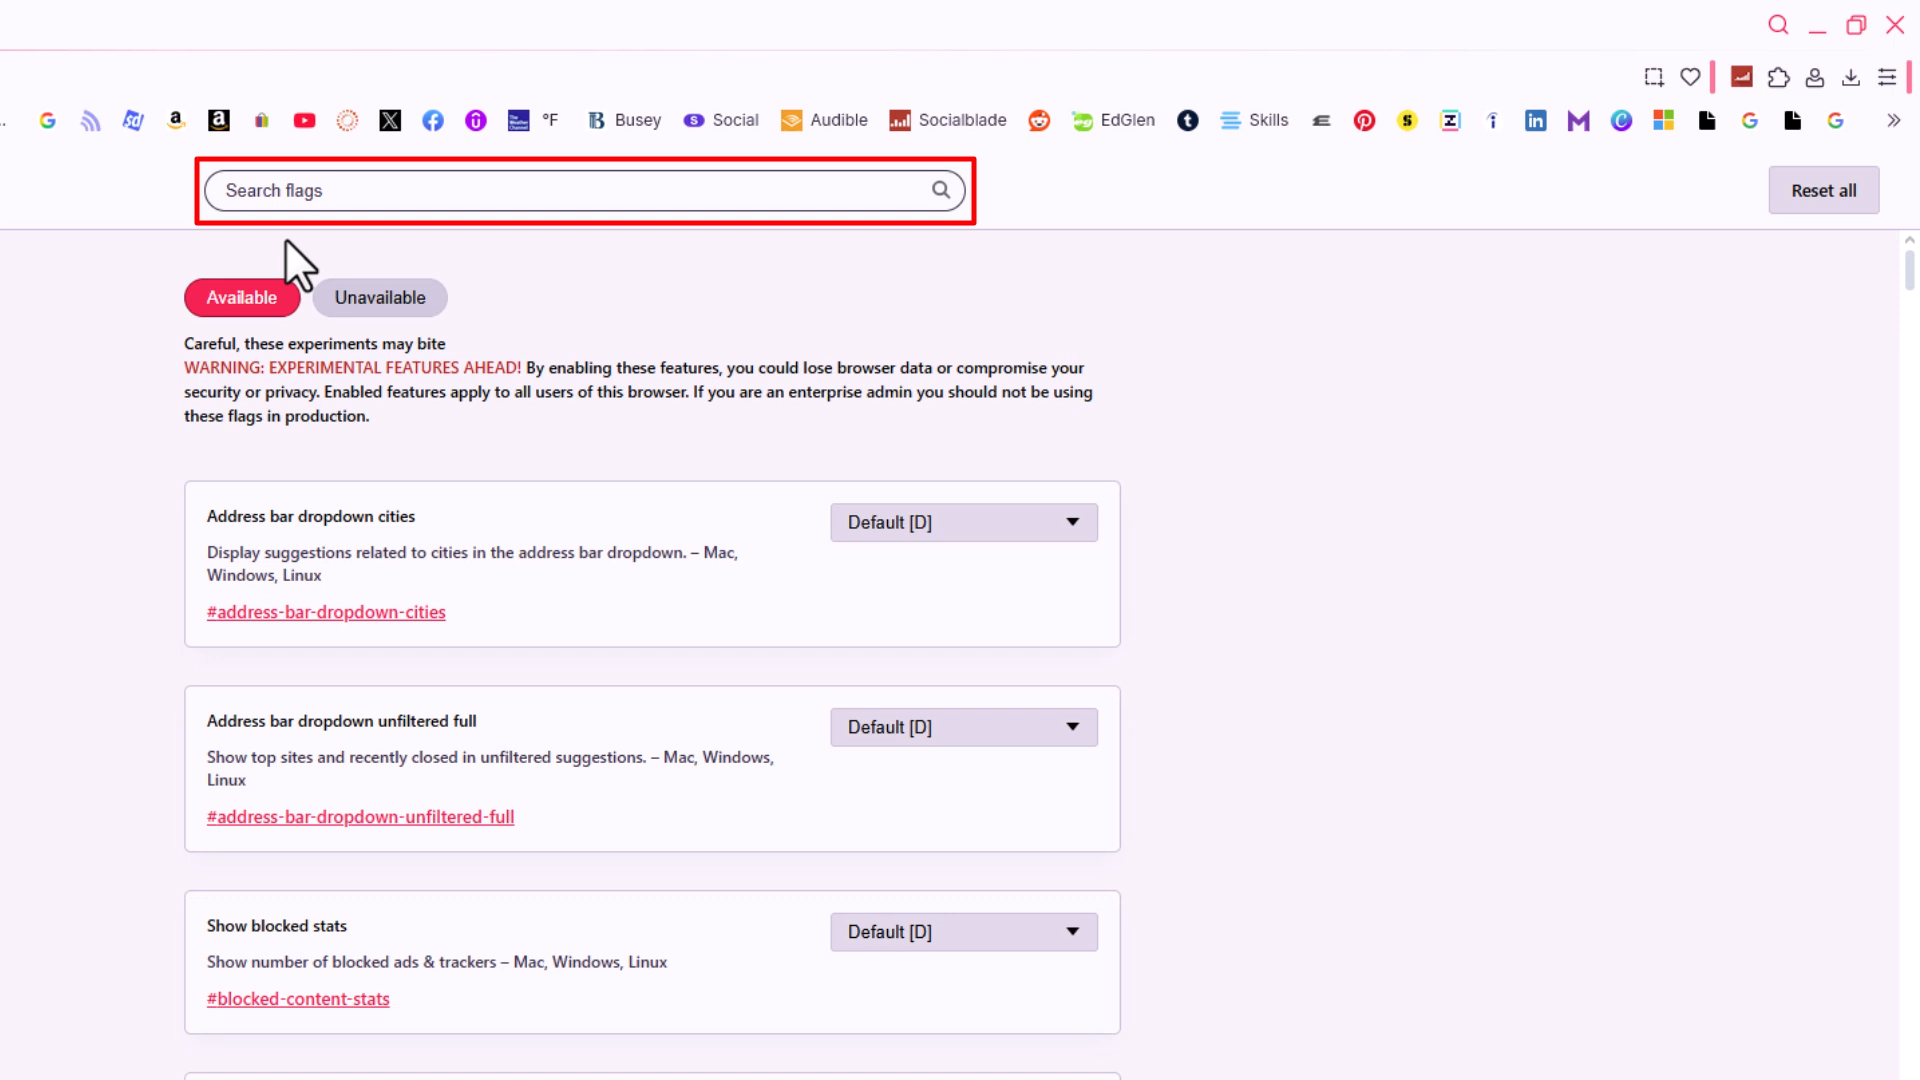 °F Busey Social Audible Socialblade EdGlen Skills
Search flags
Reset all
Available Unavailable
Careful, these experiments may bite
WARNING: EXPERIMENTAL FEATURES AHEAD! By enabling these features, you could lose browser data or compromise your
security or privacy. Enabled features apply to all users of this browser. If you are an enterprise admin you should not be using
these flags in production.
Address bar dropdown cities
Default [D]
Display suggestions related to cities in the address bar dropdown. – Mac,
Windows, Linux
#address-bar-dropdown-cities
Address bar dropdown unfiltered full
Default [D]
Show top sites and recently closed in unfiltered suggestions. – Mac, Windows,
Linux
#address-bar-dropdown-unfiltered-full
Show blocked stats
Default [D]
Show number of blocked ads & trackers – Mac, Windows, Linux
#blocked-content-stats